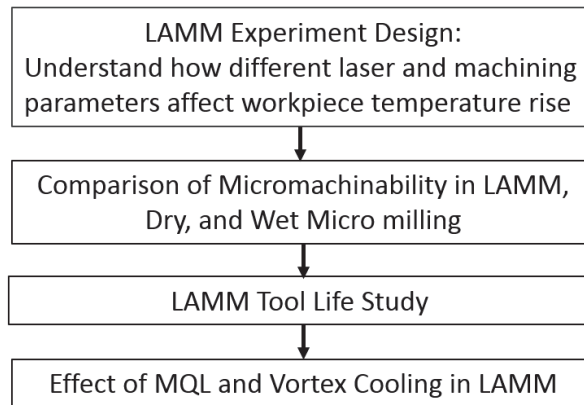 LAMM Experiment Design:
Understand how different laser and machining
parameters affect workpiece temperature rise
Comparison of Micromachinability in LAMM,
Dry, and Wet Micro milling
LAMM Tool Life Study
Effect of MQL and Vortex Cooling in LAMM